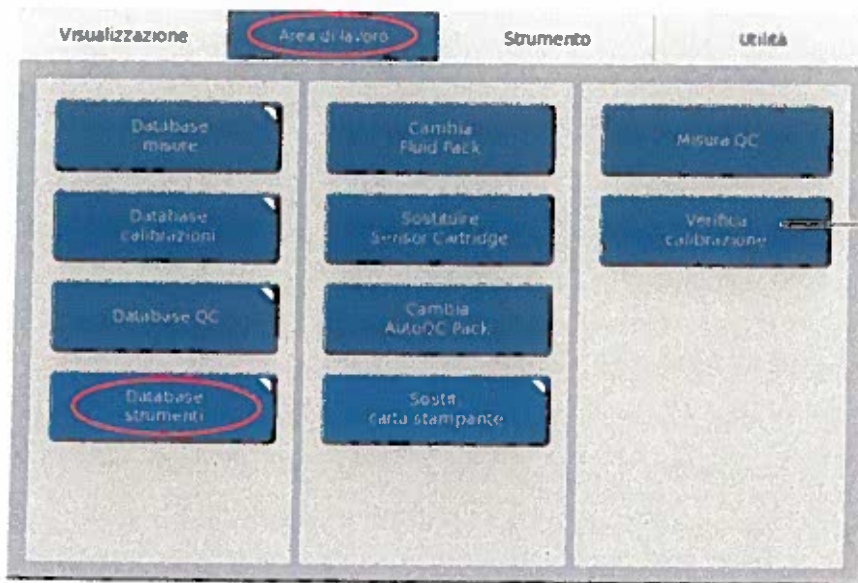 Visualizzazione
Area di lavoro
Strumento
Utilità
Database
misure
Database
calibrazioni
Database QC
Database
strumenti
Cambia
Fluid Pack
Sostituire
Sensor Cartridge
Cambia
AutoQC Pack
Sostit.
carta stampante
Misura QC
Verifica
calibrazione